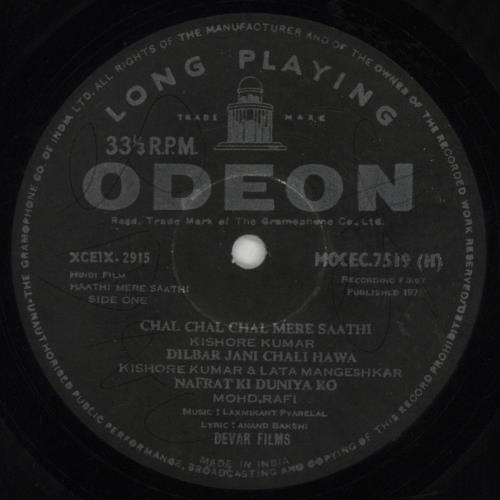 ALL RIGHTS OF THE MANUFACTURER AND OF THE OWNER OF THE RECORDED WORK RESERVED
UNAUTHORISED PUBLIC PERFORMANCE, BROADCASTING AND COPYING OF THIS RECORD PROHIBITED
THE GRAMOPHONE CO. OF INDIA LTD.
LONG PLAYING
TRADE MARK
33⅓ R.P.M.
ODEON
Regd. Trade Mark of The Gramophone Co., Ltd.
XCEIX. 2915
MOCEC. 7519 (H)
HINDI FILM
HAATHI MERE SAATHI
SIDE ONE
RECORDING FIRST
PUBLISHED
CHAL CHAL CHAL MERE SAATHI
KISHORE KUMAR
DILBAR JANI CHALI HAWA
KISHORE KUMAR & LATA MANGESHKAR
NAFRAT KI DUNIYA KO
MOHD. RAFI
MUSIC : LAXMIKANT PYARELAL
LYRIC : ANAND BAKSHI
DEVAR FILMS
MADE IN INDIA